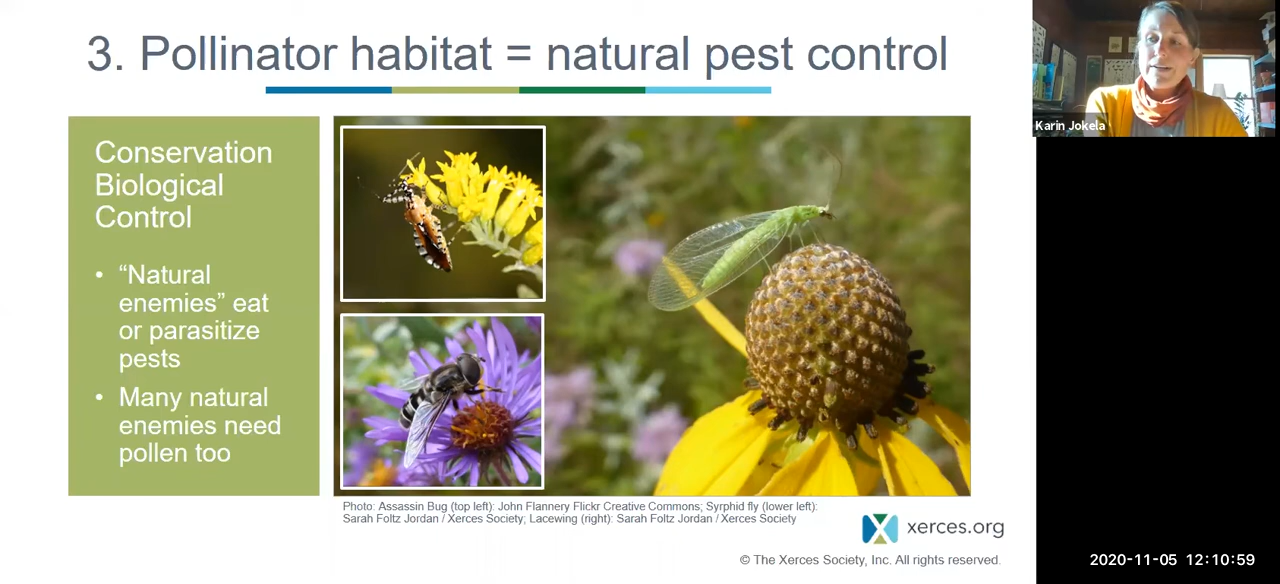 3. Pollinator habitat = natural pest control
Karin Jokela
Conservation
Biological
Control
• “Natural
enemies” eat
or parasitize
pests
• Many natural
enemies need
pollen too
Photo: Assassin Bug (top left): John Flannery Flickr Creative Commons; Syrphid fly (lower left):
Sarah Foltz Jordan / Xerces Society; Lacewing (right): Sarah Foltz Jordan / Xerces Society
xerces.org
© The Xerces Society, Inc. All rights reserved.
2020-11-05 12:10:59